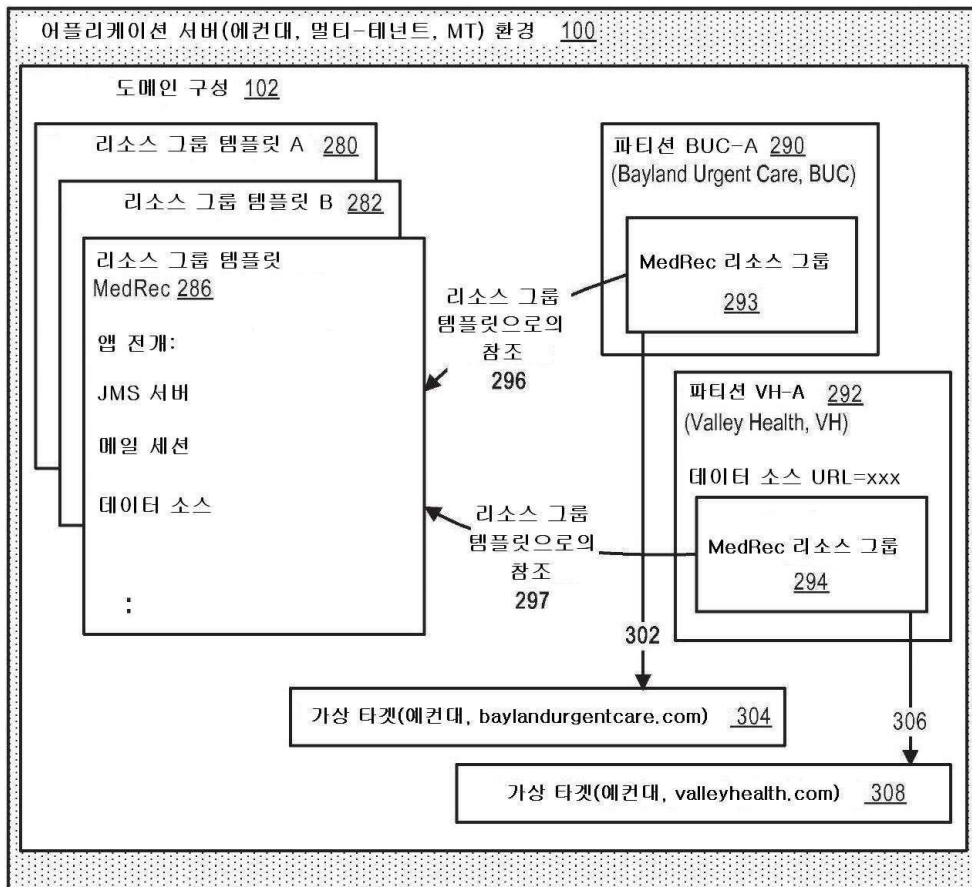 어플리케이션 서버(에컨대, 멀티-테넌트, MT) 환경 100
도메인 구성 102
리소스 그룹 템플릿 A 280
리소스 그룹 템플릿 B 282
리소스 그룹 템플릿
MedRec 286
앱 전개:
JMS 서버
메일 세션
데이터 소스
:
리소스 그룹
템플릿으로의
참조
296
리소스 그룹
템플릿으로의
참조
297
파티션 BUC-A 290
(Bayland Urgent Care, BUC)
MedRec 리소스 그룹
293
파티션 VH-A 292
(Valley Health, VH)
데이터 소스 URL=xxx
MedRec 리소스 그룹
294
302
306
가상 타겟(에컨대, baylandurgentcare.com) 304
가상 타겟(에컨대, valleyhealth.com) 308